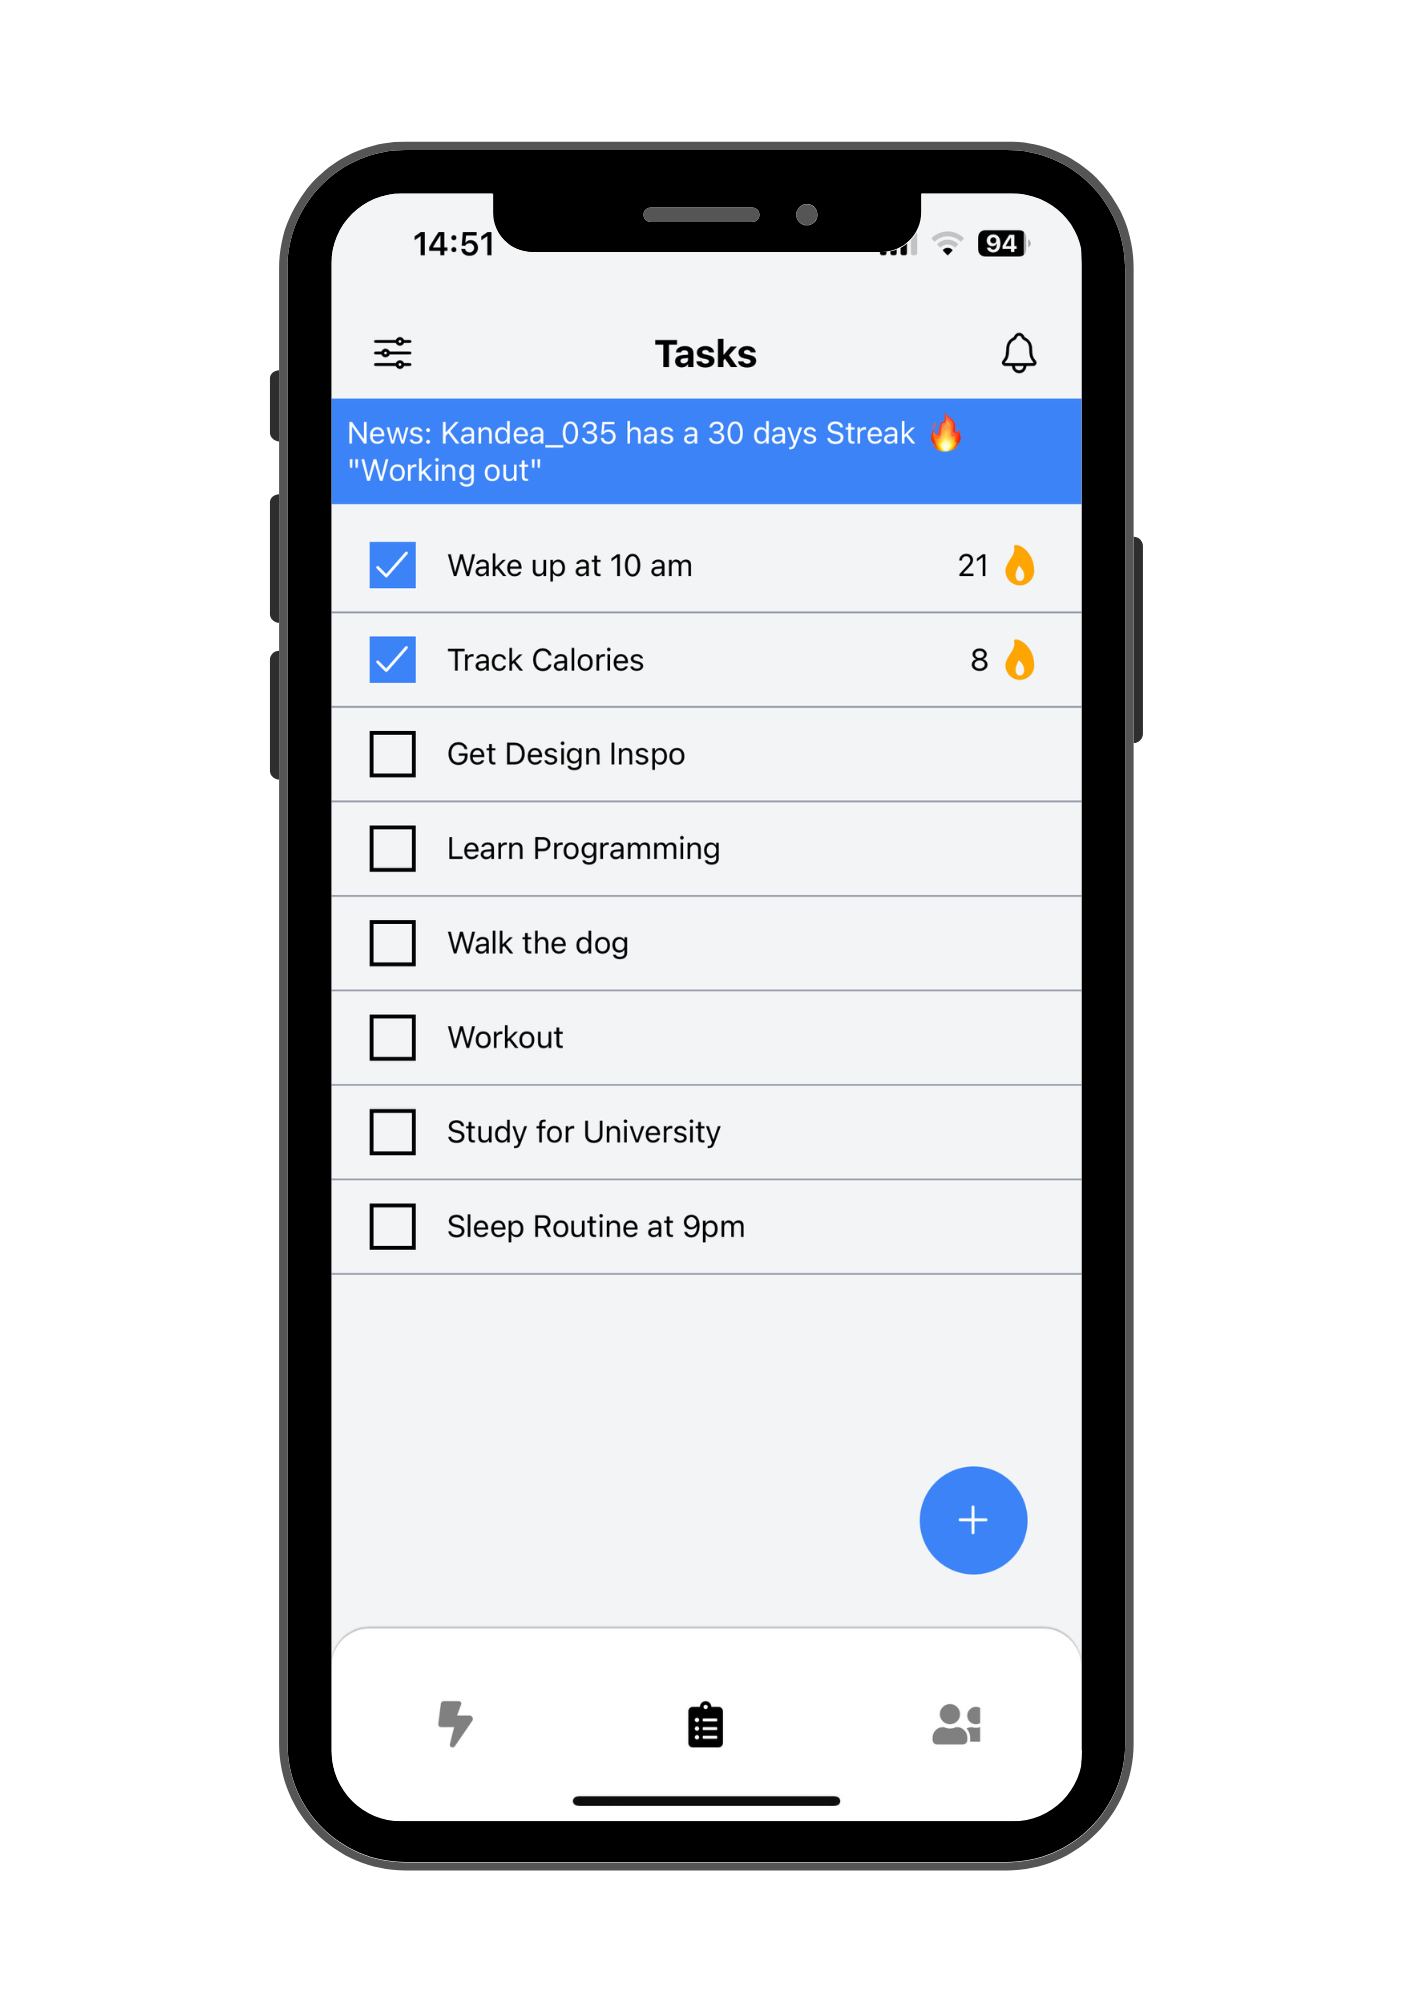 14:51
94
Tasks
News: Kandea_035 has a 30 days Streak 🔥
"Working out"
Wake up at 10 am
21
Track Calories
8
Get Design Inspo
Learn Programming
Walk the dog
Workout
Study for University
Sleep Routine at 9pm